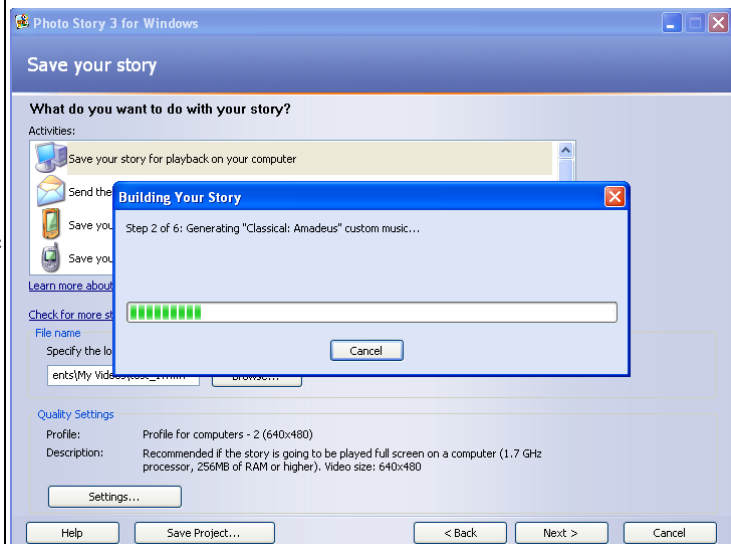 Photo Story 3 for Windows
Save your story
What do you want to do with your story?
Activities:
Save your story for playback on your computer
Send the
Building Your Story
Save you
Step 2 of 6: Generating "Classical: Amadeus" custom music...
Save you
Learn more about
Check for more st
Cancel
File name
Specify the lo
ents\My Vide
Quality Settings
Profile: Profile for computers - 2 (640x480)
Description: Recommended if the story is going to be played full screen on a computer (1.7 GHz
processor, 256MB of RAM or higher). Video size: 640x480
Settings...
Help Save Project... < Back Next > Cancel